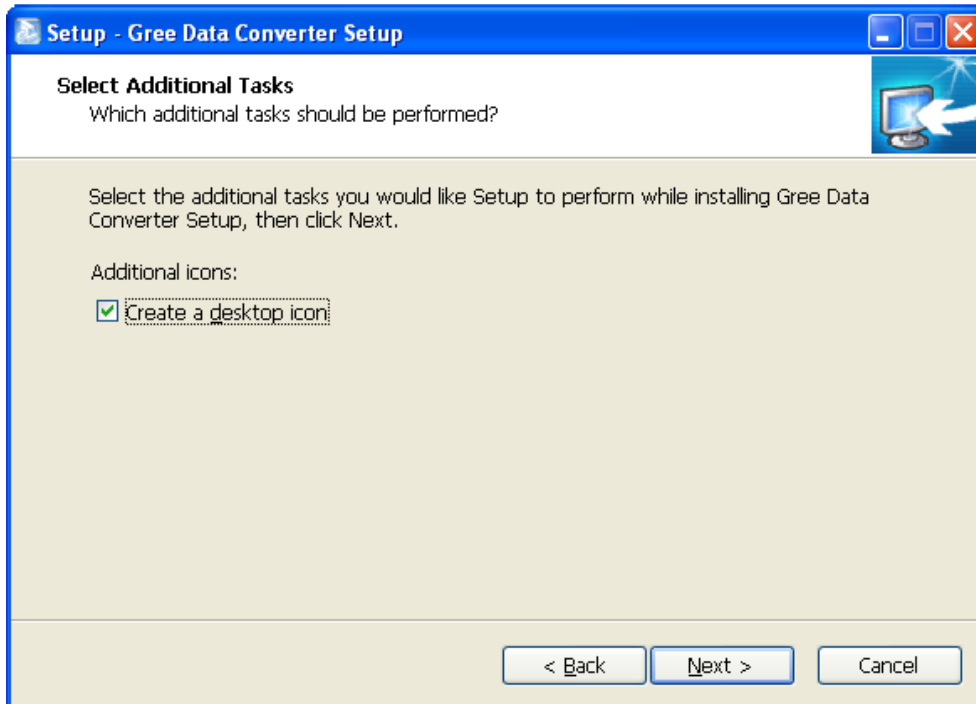 Setup - Gree Data Converter Setup
Select Additional Tasks
Which additional tasks should be performed?
Select the additional tasks you would like Setup to perform while installing Gree Data
Converter Setup, then click Next.
Additional icons:
Create a desktop icon
< Back
Next >
Cancel